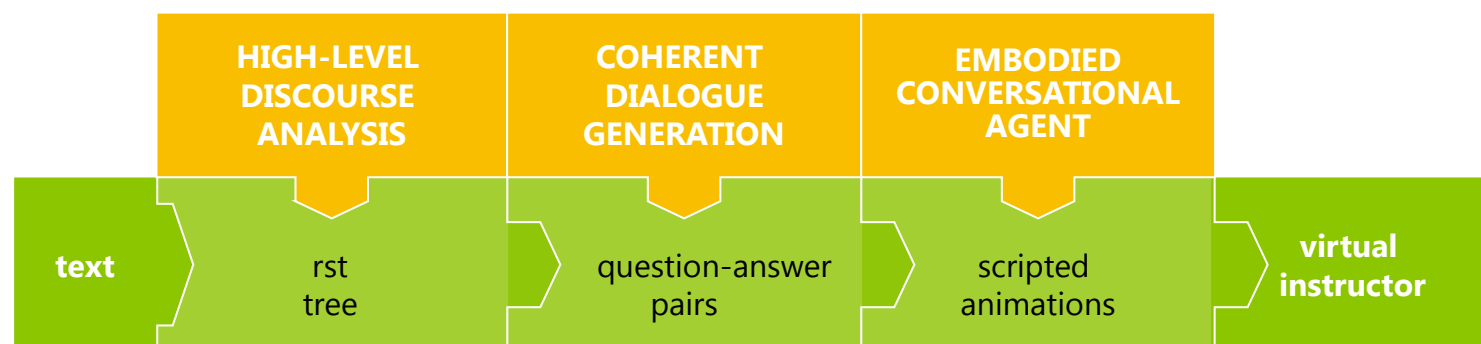 HIGH-LEVEL
DISCOURSE
ANALYSIS
COHERENT
DIALOGUE
GENERATION
EMBODIED
CONVERSATIONAL
AGENT
text
rst
tree
question-answer
pairs
scripted
animations
virtual
instructor